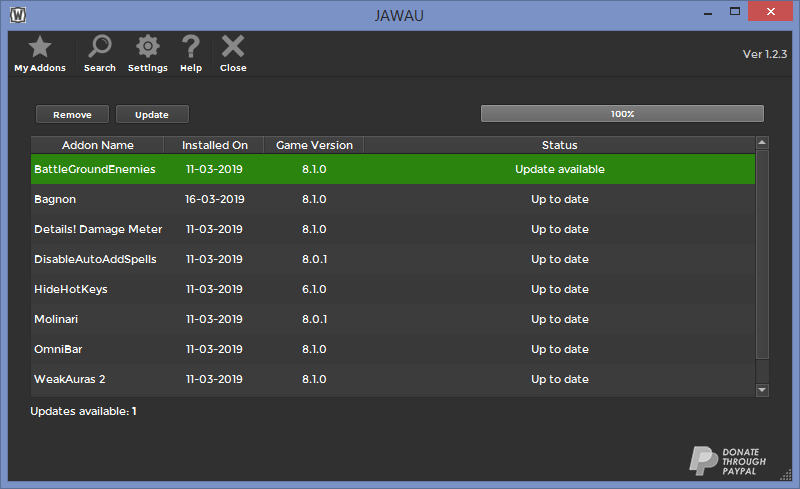 JAWAU
My Addons Search Settings Help Close
Ver 1.2.3
Remove Update 100%
Addon Name Installed On Game Version Status
BattleGroundEnemies 11-03-2019 8.1.0 Update available
Bagnon 16-03-2019 8.1.0 Up to date
Details! Damage Meter 11-03-2019 8.1.0 Up to date
DisableAutoAddSpells 11-03-2019 8.0.1 Up to date
HideHotKeys 11-03-2019 6.1.0 Up to date
Molinari 11-03-2019 8.0.1 Up to date
OmniBar 11-03-2019 8.1.0 Up to date
WeakAuras 2 11-03-2019 8.1.0 Up to date
Updates available: 1
DONATE
THROUGH
PAYPAL